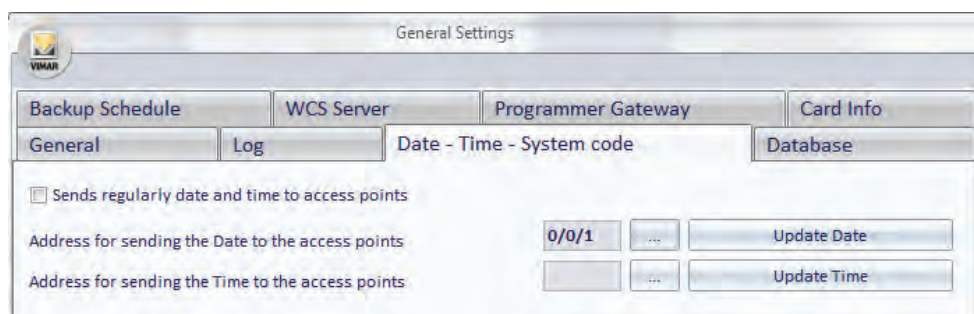 General Settings
VIMAR
Backup Schedule WCS Server Programmer Gateway Card Info
General Log Date - Time - System code Database
Sends regularly date and time to access points
Address for sending the Date to the access points 0/0/1 ... Update Date
Address for sending the Time to the access points ... Update Time